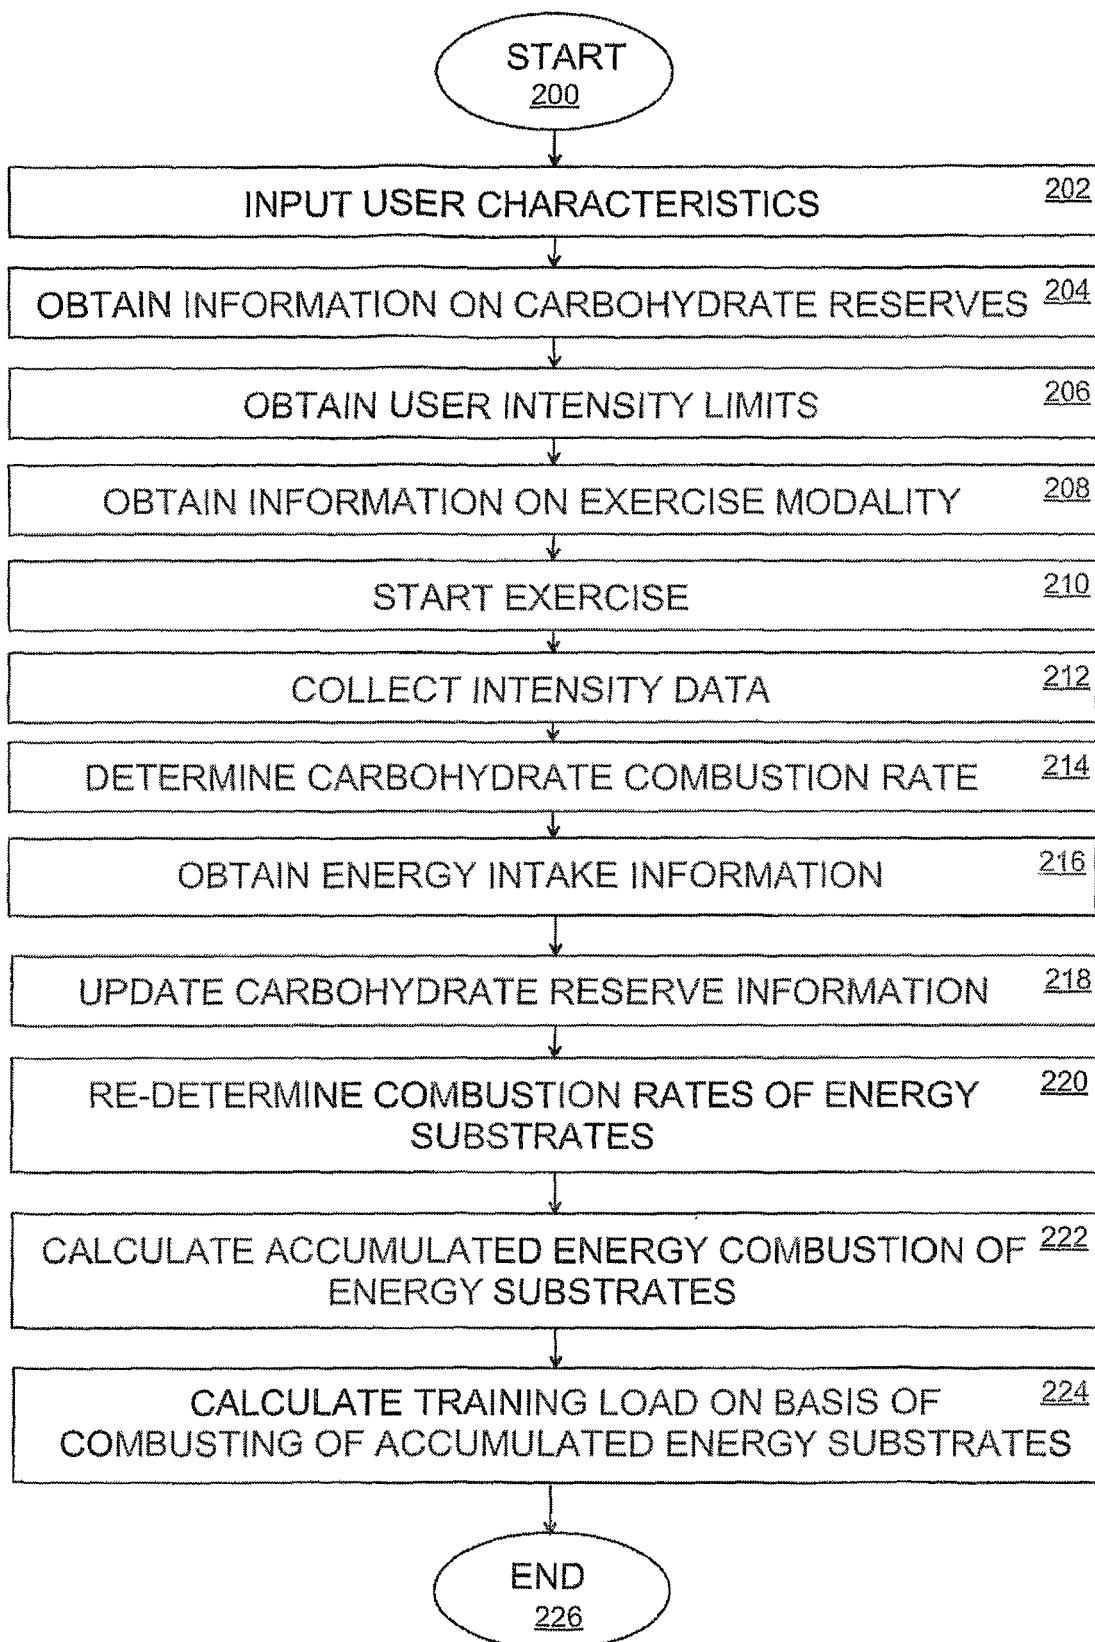 START
200
INPUT USER CHARACTERISTICS
202
OBTAIN INFORMATION ON CARBOHYDRATE RESERVES
204
OBTAIN USER INTENSITY LIMITS
206
OBTAIN INFORMATION ON EXERCISE MODALITY
208
START EXERCISE
210
COLLECT INTENSITY DATA
212
DETERMINE CARBOHYDRATE COMBUSTION RATE
214
OBTAIN ENERGY INTAKE INFORMATION
216
UPDATE CARBOHYDRATE RESERVE INFORMATION
218
RE-DETERMINE COMBUSTION RATES OF ENERGY
SUBSTRATES
220
CALCULATE ACCUMULATED ENERGY COMBUSTION OF
ENERGY SUBSTRATES
222
CALCULATE TRAINING LOAD ON BASIS OF
COMBUSTING OF ACCUMULATED ENERGY SUBSTRATES
224
END
226